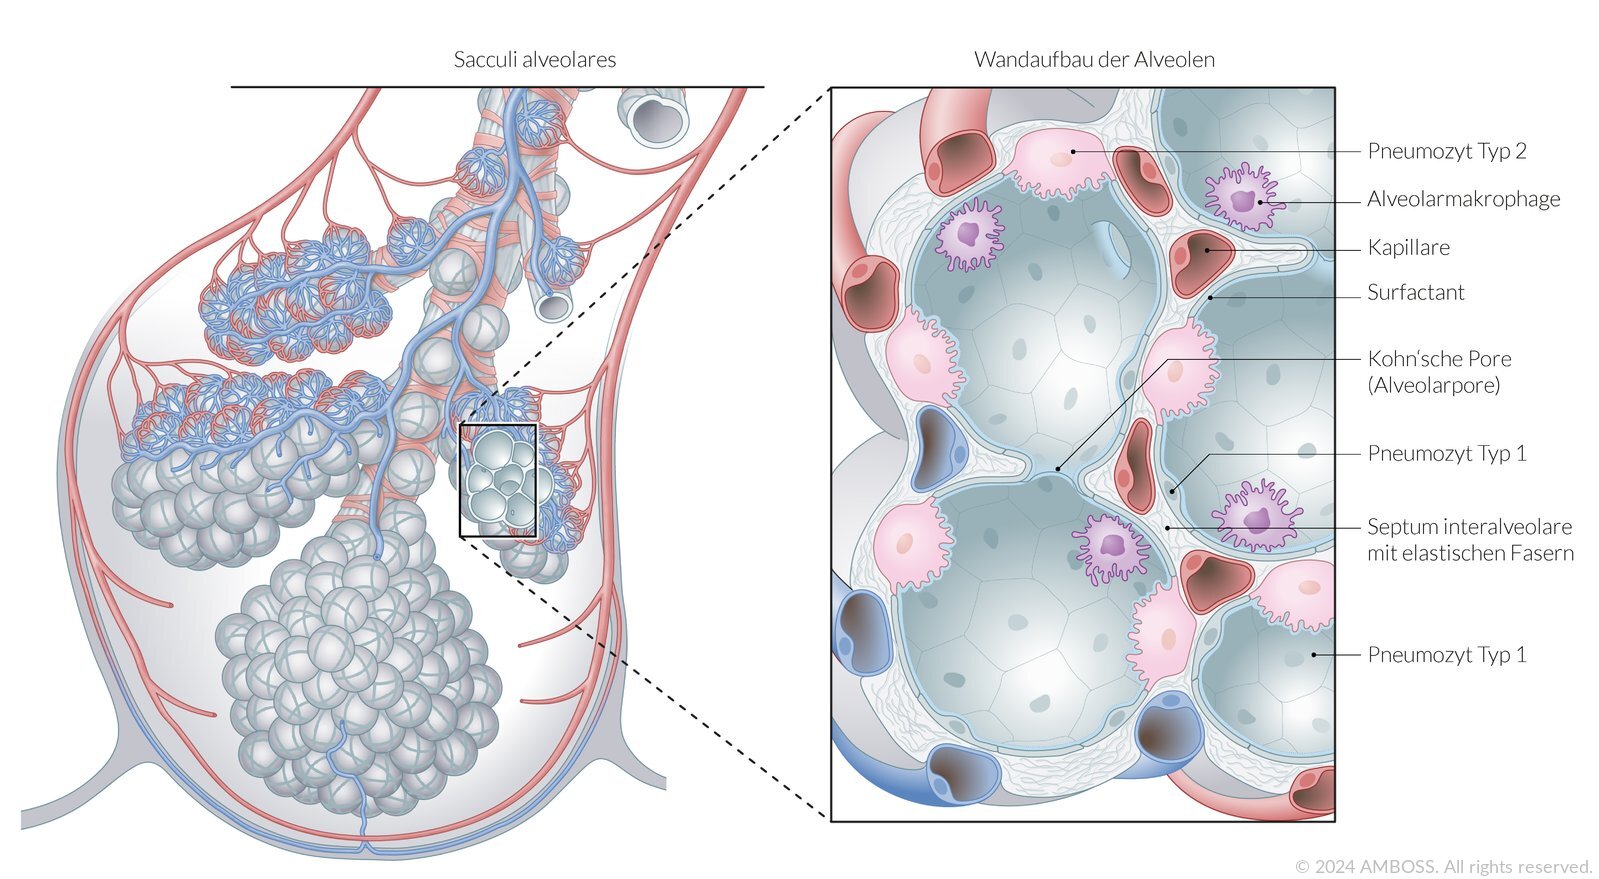 Sacculi alveolares
Wandaufbau der Alveolen
Pneumozyt Typ 2
Alveolarmakrophage
Kapillare
Surfactant
Kohn‘sche Pore
(Alveolarpore)
Pneumozyt Typ 1
Septum interalveolare
mit elastischen Fasern
Pneumozyt Typ 1
© 2024 AMBOSS. All rights reserved.